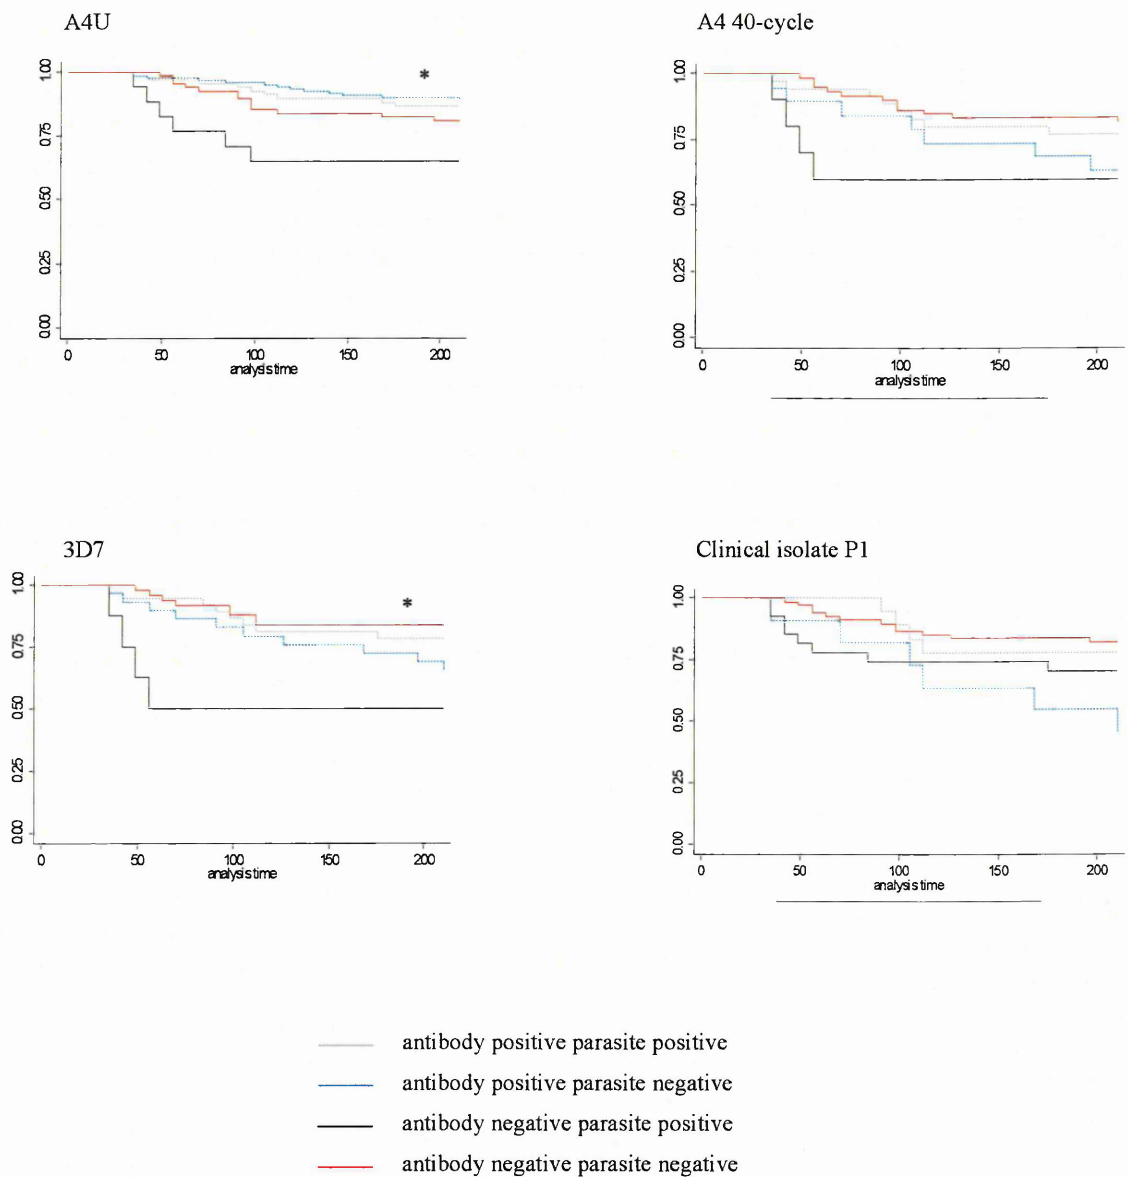 A4U
A4 40-cycle
*
1.00
0.75
0.50
0.25
0.00
0 50 100 150 200
analysis time
1.00
0.75
0.50
0.25
0.00
0 50 100 150 200
analysis time
3D7
Clinical isolate P1
*
1.00
0.75
0.50
0.25
0.00
0 50 100 150 200
analysis time
1.00
0.75
0.50
0.25
0.00
0 50 100 150 200
analysis time
antibody positive parasite positive
antibody positive parasite negative
antibody negative parasite positive
antibody negative parasite negative